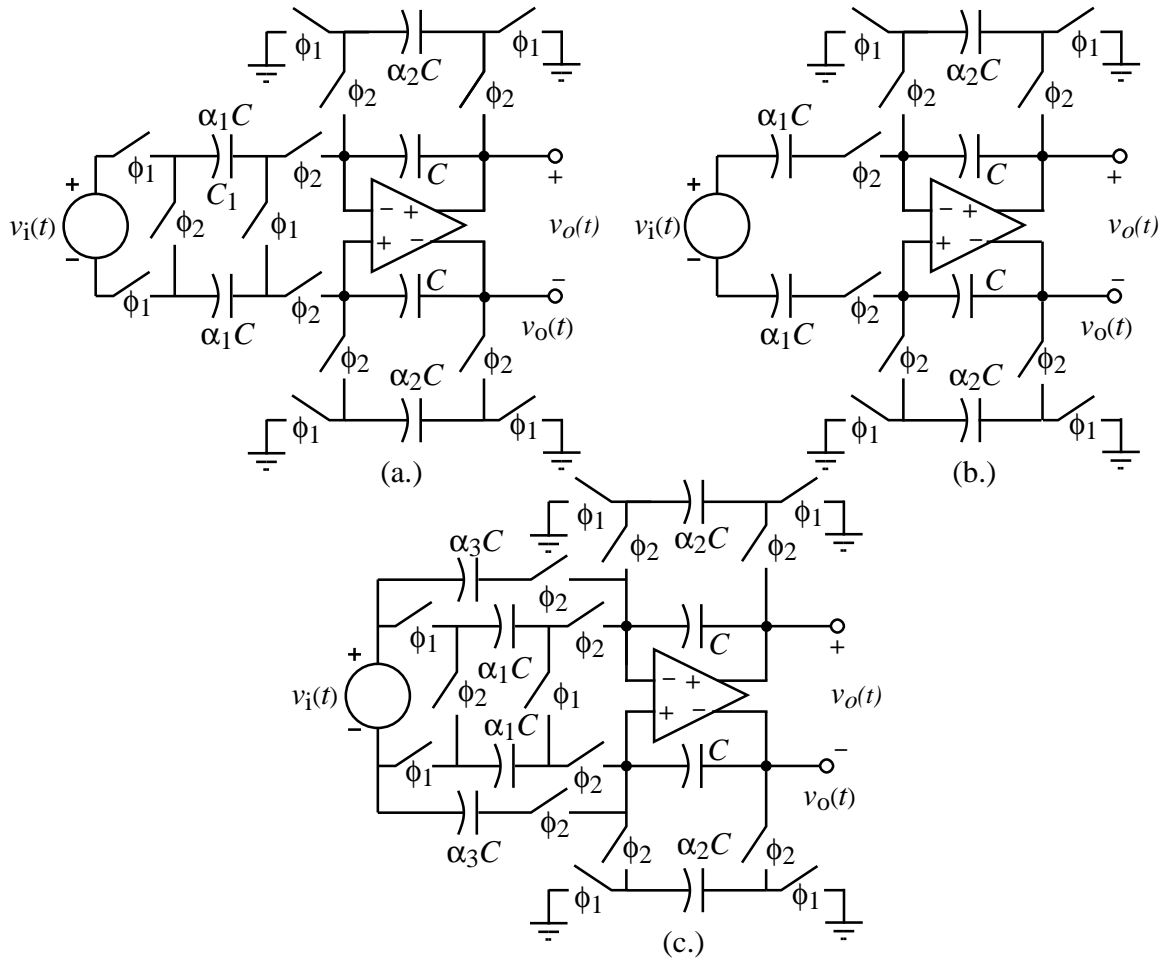 ϕ1 α2C ϕ1
ϕ2 ϕ2
α1C
ϕ1 C1 ϕ2 C
+ +
vi(t) ϕ2 ϕ1 − + vo(t)
− + −
ϕ1 ϕ2 C −
α1C vo(t)
ϕ2 ϕ2
α2C
ϕ1 ϕ1
(a.)
ϕ1 α2C ϕ1
ϕ2 ϕ2
α1C
ϕ2 C
+ +
vi(t) − + vo(t)
− + −
ϕ2 C −
α1C vo(t)
ϕ2 ϕ2
α2C
ϕ1 ϕ1
(b.)
ϕ1 α2C ϕ1
ϕ2 ϕ2
α3C
ϕ2
ϕ1 α1C ϕ2 C
+ +
vi(t) ϕ2 ϕ1 − + vo(t)
− α1C + −
ϕ1 ϕ2 C −
α3C ϕ2 vo(t)
ϕ2 α2C ϕ2
ϕ1 ϕ1
(c.)